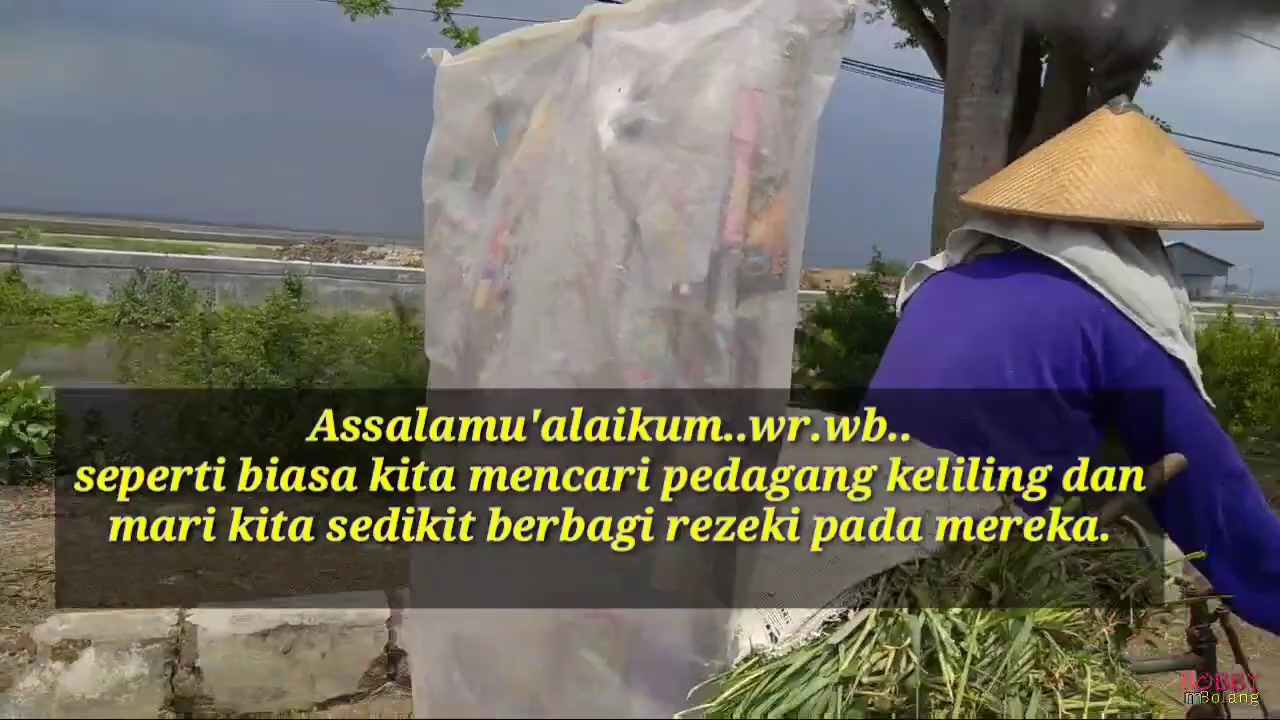 Assalamu'alaikum..wr.wb..
seperti biasa kita mencari pedagang keliling dan
mari kita sedikit berbagi rezeki pada mereka.
HOBBY
mBolang